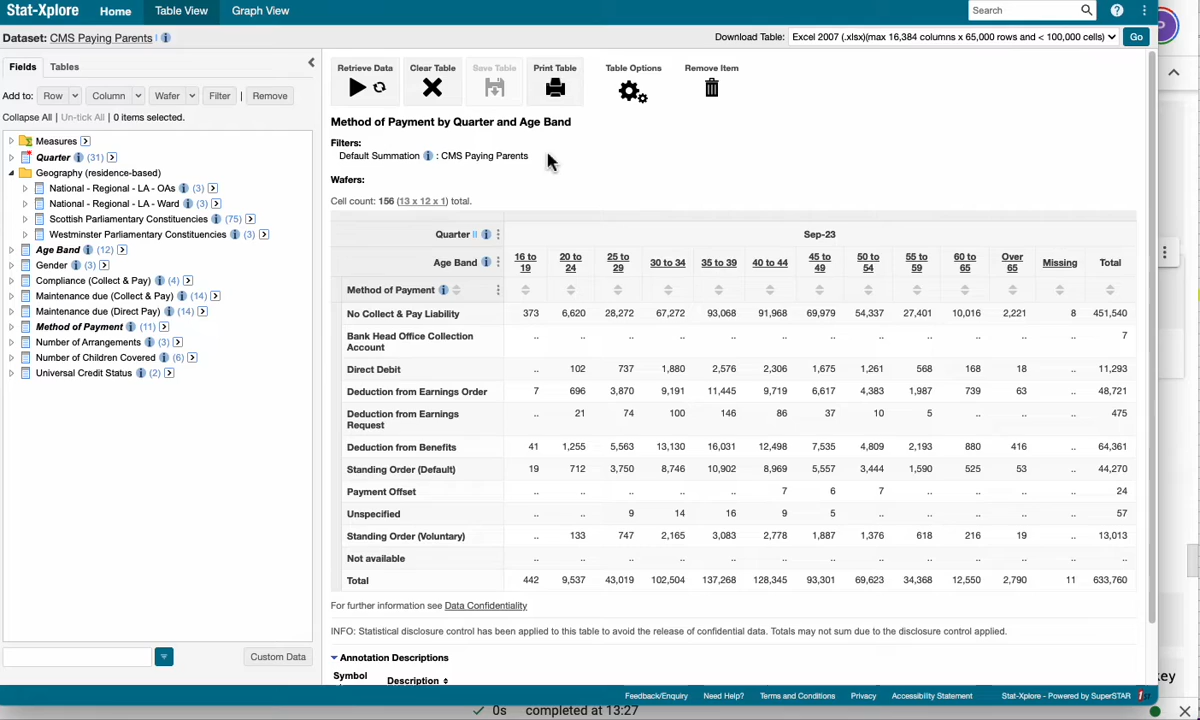 Stat-Xplore Home Table View Graph View Search
Dataset: CMS Paying Parents
Download Table: Excel 2007 (.xlsx)(max 16,384 columns x 65,000 rows and < 100,000 cells) Go
Fields Tables
Add to: Row Column Wafer Filter | Remove
Collapse All | Un-tick All | 0 items selected.
Measures
Quarter (31)
Geography (residence-based)
National - Regional - LA - OAs (3)
National - Regional - LA - Ward (3)
Scottish Parliamentary Constituencies (75)
Westminster Parliamentary Constituencies (3)
Age Band (12)
Gender (3)
Compliance (Collect & Pay) (4)
Maintenance due (Collect & Pay) (14)
Maintenance due (Direct Pay) (14)
Method of Payment (11)
Number of Arrangements (3)
Number of Children Covered (6)
Universal Credit Status (2)
Custom Data
Retrieve Data Clear Table Save Table Print Table Table Options Remove Item
Method of Payment by Quarter and Age Band
Filters:
Default Summation : CMS Paying Parents
Wafers:
Cell count: 156 (13 x 12 x 1) total.
Quarter Sep-23
Age Band 16 to 19 20 to 24 25 to 29 30 to 34 35 to 39 40 to 44 45 to 49 50 to 54 55 to 59 60 to 65 Over 65 Missing Total
Method of Payment
No Collect & Pay Liability 373 6,620 28,272 67,272 93,068 91,968 69,979 54,337 27,401 10,016 2,221 8 451,540
Bank Head Office Collection Account .. .. .. .. .. .. .. .. .. .. .. .. 7
Direct Debit .. 102 737 1,880 2,576 2,306 1,675 1,261 568 168 18 .. 11,293
Deduction from Earnings Order 7 696 3,870 9,191 11,445 9,719 6,617 4,383 1,987 739 63 .. 48,721
Deduction from Earnings Request .. 21 74 100 146 86 37 10 5 .. .. .. 475
Deduction from Benefits 41 1,255 5,563 13,130 16,031 12,498 7,535 4,809 2,193 880 416 .. 64,361
Standing Order (Default) 19 712 3,750 8,746 10,902 8,969 5,557 3,444 1,590 525 53 .. 44,270
Payment Offset .. .. .. .. .. 7 6 7 .. .. .. .. 24
Unspecified .. .. 9 14 16 9 5 .. .. .. .. .. 57
Standing Order (Voluntary) .. 133 747 2,165 3,083 2,778 1,887 1,376 618 216 19 .. 13,013
Not available .. .. .. .. .. .. .. .. .. .. .. .. ..
Total 442 9,537 43,019 102,504 137,268 128,345 93,301 69,623 34,368 12,550 2,790 11 633,760
For further information see Data Confidentiality
INFO: Statistical disclosure control has been applied to this table to avoid the release of confidential data. Totals may not sum due to the disclosure control applied.
Annotation Descriptions
Symbol Description
Feedback/Enquiry Need Help? Terms and Conditions Privacy Accessibility Statement Stat-Xplore - Powered by SuperSTAR
0s completed at 13:27